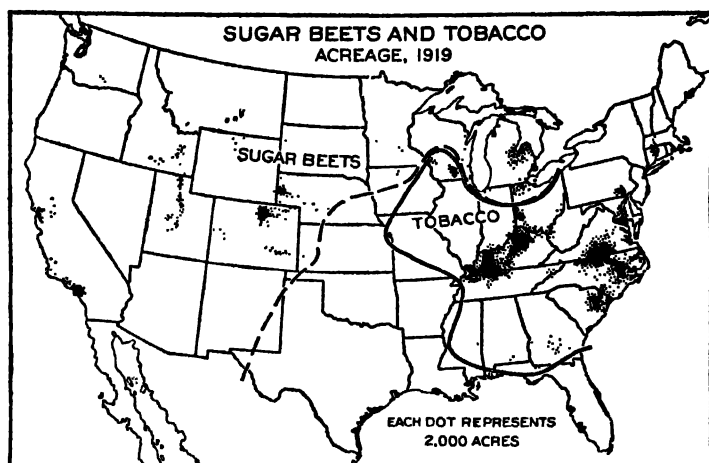 SUGAR BEETS AND TOBACCO
ACREAGE, 1919
SUGAR BEETS
TOBACCO
EACH DOT REPRESENTS
2,000 ACRES